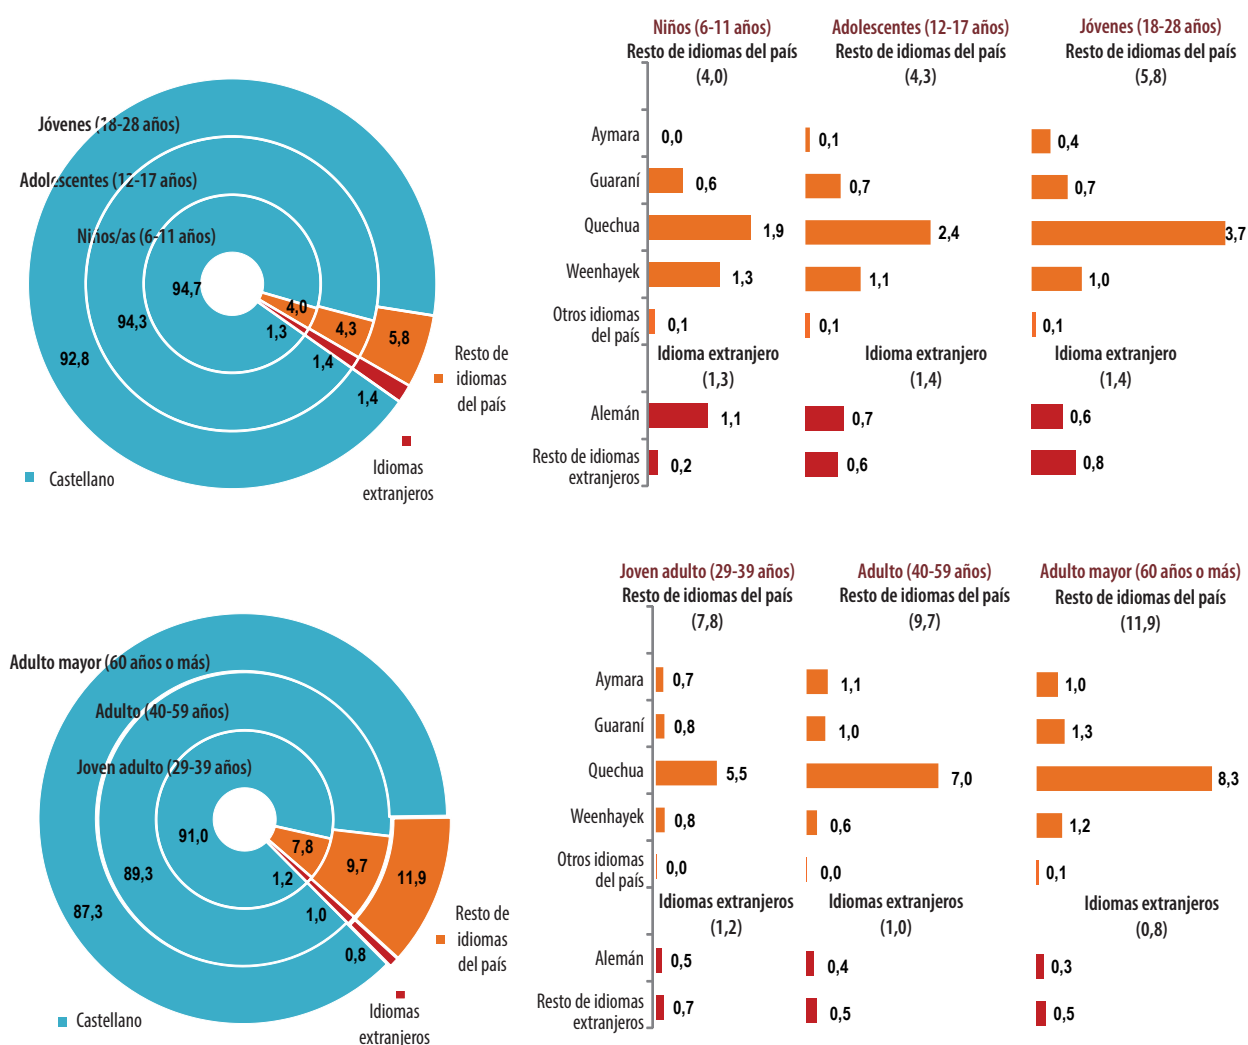 Jóvenes (18-28 años)
Adolescentes (12-17 años)
Niños/as (6-11 años)
94,7
94,3
92,8
4,0
4,3
5,8
1,3
1,4
1,4
Resto de
idiomas
del país
Idiomas
extranjeros
Castellano
Niños (6-11 años)
Resto de idiomas del país
(4,0)
Adolescentes (12-17 años)
Resto de idiomas del país
(4,3)
Jóvenes (18-28 años)
Resto de idiomas del país
(5,8)
Aymara
0,0
0,1
0,4
Guaraní
0,6
0,7
0,7
Quechua
1,9
2,4
3,7
Weenhayek
1,3
1,1
1,0
Otros idiomas
del país
0,1
0,1
0,1
Idioma extranjero
(1,3)
Idioma extranjero
(1,4)
Idioma extranjero
(1,4)
Alemán
1,1
0,7
0,6
Resto de idiomas
extranjeros
0,2
0,6
0,8
Adulto mayor (60 años o más)
Adulto (40-59 años)
Joven adulto (29-39 años)
91,0
89,3
87,3
7,8
9,7
11,9
1,2
1,0
0,8
Resto de
idiomas
del país
Idiomas
extranjeros
Castellano
Joven adulto (29-39 años)
Resto de idiomas del país
(7,8)
Adulto (40-59 años)
Resto de idiomas del país
(9,7)
Adulto mayor (60 años o más)
Resto de idiomas del país
(11,9)
Aymara
0,7
1,1
1,0
Guaraní
0,8
1,0
1,3
Quechua
5,5
7,0
8,3
Weenhayek
0,8
0,6
1,2
Otros idiomas
del país
0,0
0,0
0,1
Idiomas extranjeros
(1,2)
Idiomas extranjeros
(1,0)
Idiomas extranjeros
(0,8)
Alemán
0,5
0,4
0,3
Resto de idiomas
extranjeros
0,7
0,5
0,5